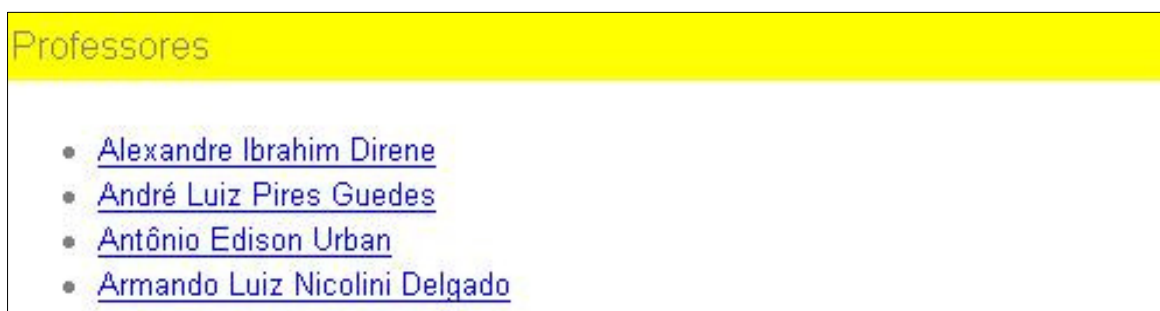 Professores
Alexandre Ibrahim Direne
André Luiz Pires Guedes
Antônio Edison Urban
Armando Luiz Nicolini Delgado